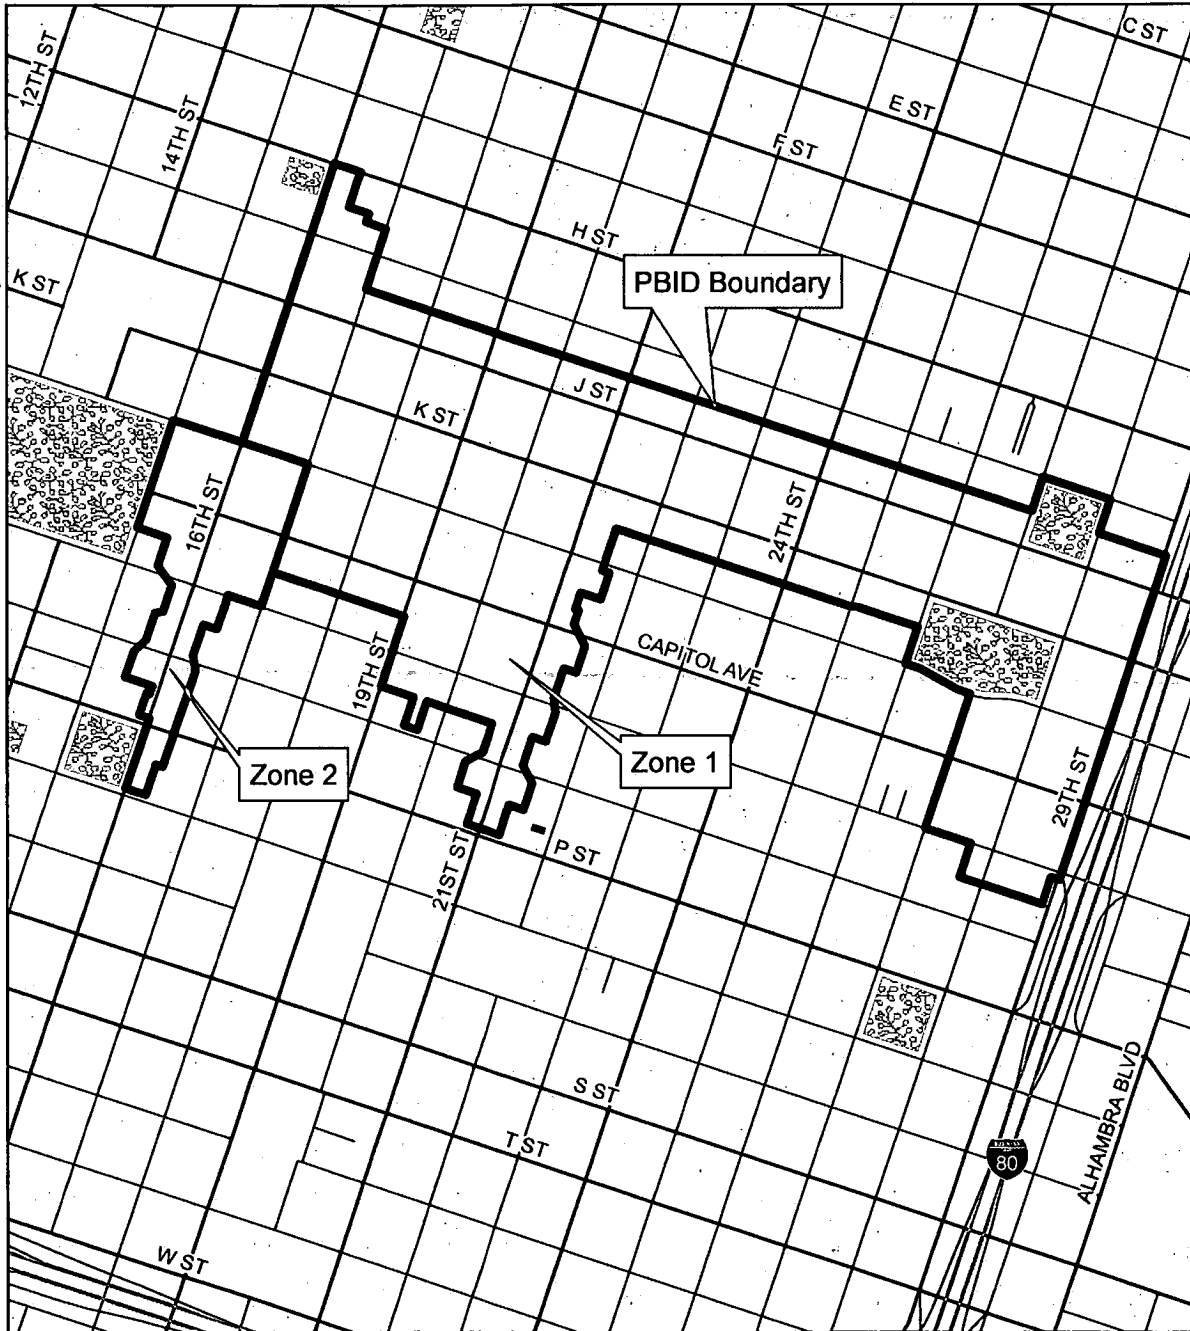 C ST
12TH ST
E ST
14TH ST
F ST
H ST
K ST
PBID Boundary
J ST
K ST
16TH ST
24TH ST
CAPITOL AVE
19TH ST
Zone 2
Zone 1
29TH ST
21ST ST
P ST
S ST
T ST
ALHAMBRA BLVD
80
W ST